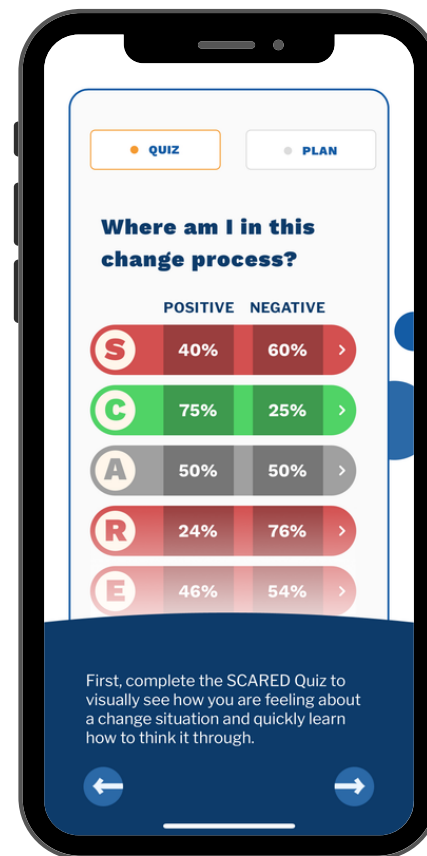 QUIZ PLAN
Where am I in this
change process?
POSITIVE NEGATIVE
S 40% 60%
C 75% 25%
A 50% 50%
R 24% 76%
E 46% 54%
First, complete the SCARED Quiz to
visually see how you are feeling about
a change situation and quickly learn
how to think it through.